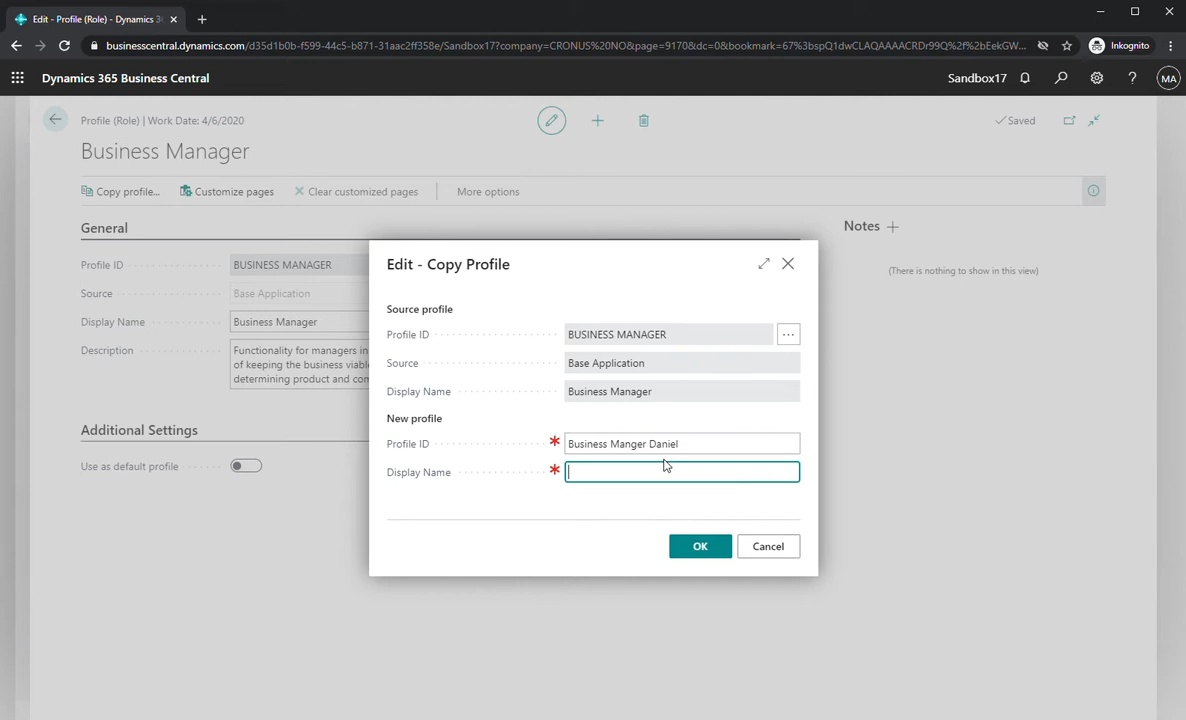 Edit - Profile (Role) - Dynamics 3
businesscentral.dynamics.com/d35d1b0b-f599-44c5-b871-31aac2ff358e/Sandbox17?company=CRONUS%20NO&page=9170&dc=0&bookmark=67%3bspQ1dwCLAQAAAACRDr99Q%2f%2bEekGW...
Inkognito
Dynamics 365 Business Central
Sandbox17
?
MA
Profile (Role) | Work Date: 4/6/2020
Saved
Business Manager
Copy profile...
Customize pages
Clear customized pages
More options
General
Notes
Profile ID
BUSINESS MANAGER
(There is nothing to show in this view)
Source
Base Application
Display Name
Business Manager
Description
Functionality for managers in
of keeping the business viable
determining product and com
Additional Settings
Use as default profile
Edit - Copy Profile
Source profile
Profile ID
BUSINESS MANAGER
...
Source
Base Application
Display Name
Business Manager
New profile
Profile ID
* Business Manger Daniel
Display Name
*
OK
Cancel